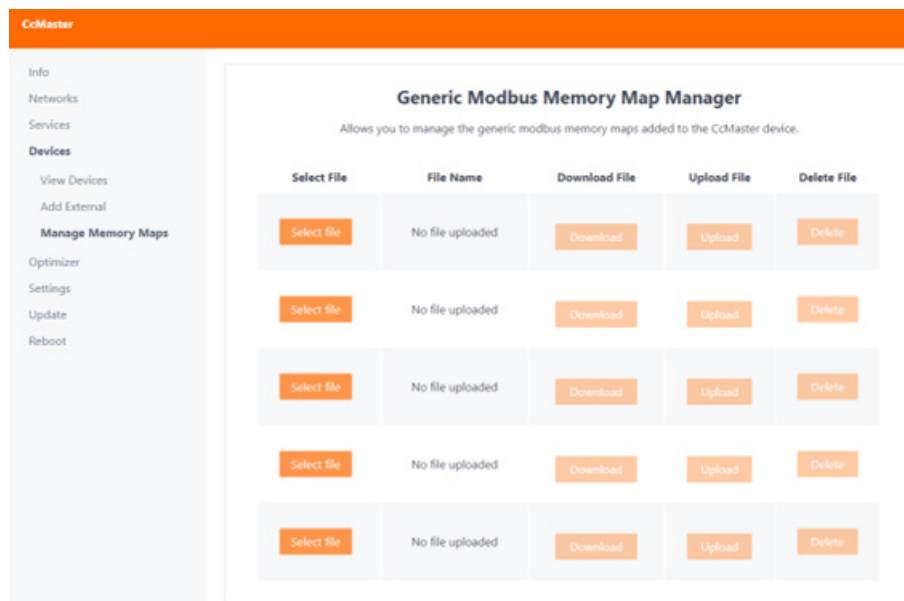 CcMaster
Info
Networks
Services
Devices
View Devices
Add External
Manage Memory Maps
Optimizer
Settings
Update
Reboot
Generic Modbus Memory Map Manager
Allows you to manage the generic modbus memory maps added to the CcMaster device.
Select File File Name Download File Upload File Delete File
Select file No file uploaded Download Upload Delete
Select file No file uploaded Download Upload Delete
Select file No file uploaded Download Upload Delete
Select file No file uploaded Download Upload Delete
Select file No file uploaded Download Upload Delete